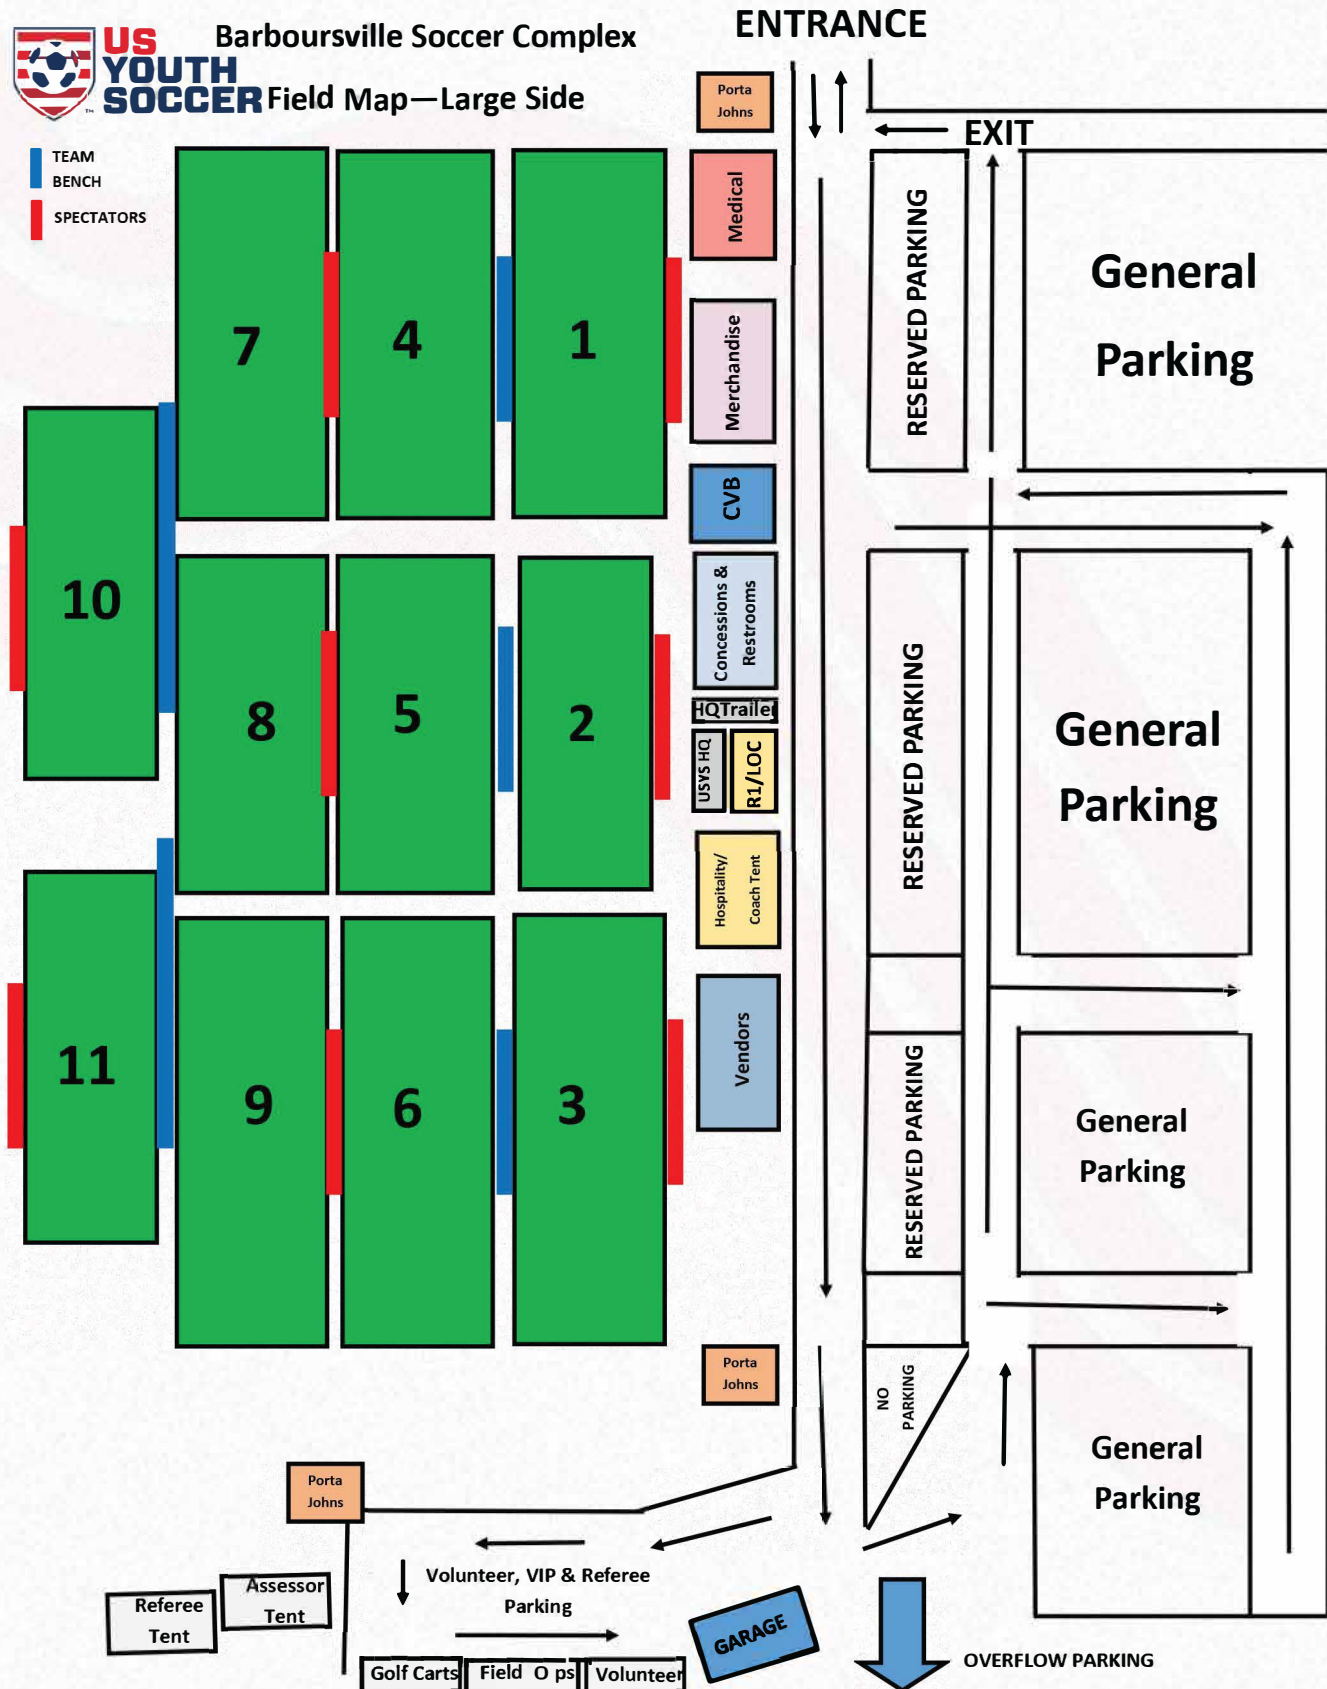 US
YOUTH
SOCCER
TM
Barboursville Soccer Complex
Field Map—Large Side
ENTRANCE
EXIT
TEAM
BENCH
SPECTATORS
7
4
1
10
8
5
2
11
9
6
3
Porta
Johns
Medical
Merchandise
CVB
Concessions &
Restrooms
HQTrailer
USYS HQ
R1/LOC
Hospitality/
Coach Tent
Vendors
Porta
Johns
RESERVED PARKING
General
Parking
RESERVED PARKING
General
Parking
RESERVED PARKING
General
Parking
NO
PARKING
General
Parking
Porta
Johns
Volunteer, VIP & Referee
Parking
Assessor
Tent
Referee
Tent
Golf Carts
Field O ps
Volunteer
GARAGE
OVERFLOW PARKING